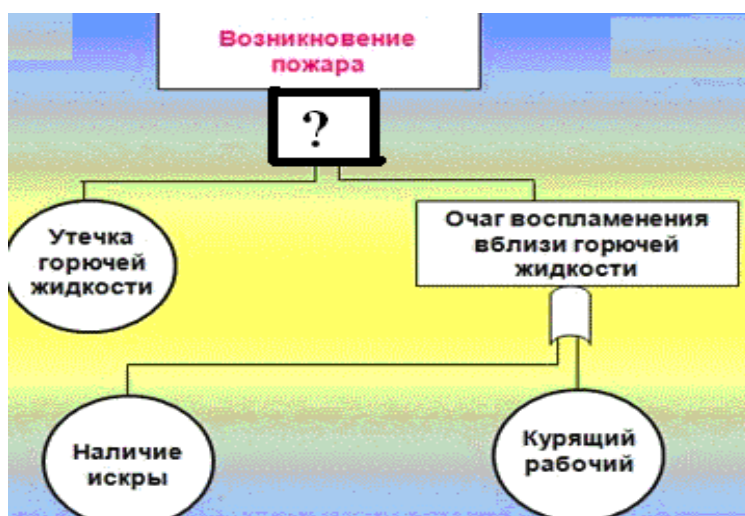 Возникновение
пожара
?
Утечка
горючей
жидкости
Очаг воспламенения
вблизи горючей
жидкости
Наличие
искры
Курящий
рабочий